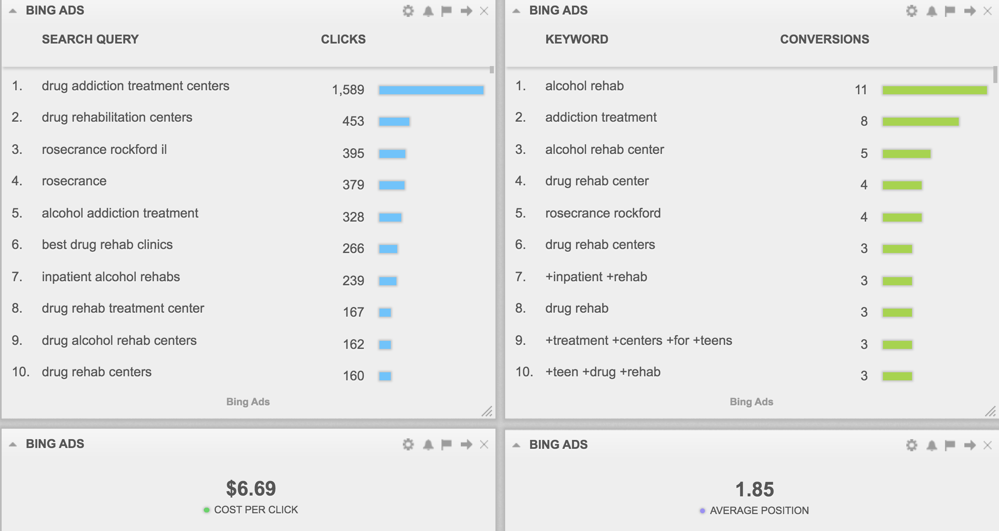 BING ADS
SEARCH QUERY CLICKS
1. drug addiction treatment centers 1,589
2. drug rehabilitation centers 453
3. rosecrance rockford il 395
4. rosecrance 379
5. alcohol addiction treatment 328
6. best drug rehab clinics 266
7. inpatient alcohol rehabs 239
8. drug rehab treatment center 167
9. drug alcohol rehab centers 162
10. drug rehab centers 160
Bing Ads
BING ADS
KEYWORD CONVERSIONS
1. alcohol rehab 11
2. addiction treatment 8
3. alcohol rehab center 5
4. drug rehab center 4
5. rosecrance rockford 4
6. drug rehab centers 3
7. +inpatient +rehab 3
8. drug rehab 3
9. +treatment +centers +for +teens 3
10. +teen +drug +rehab 3
Bing Ads
BING ADS
$6.69
COST PER CLICK
BING ADS
1.85
AVERAGE POSITION